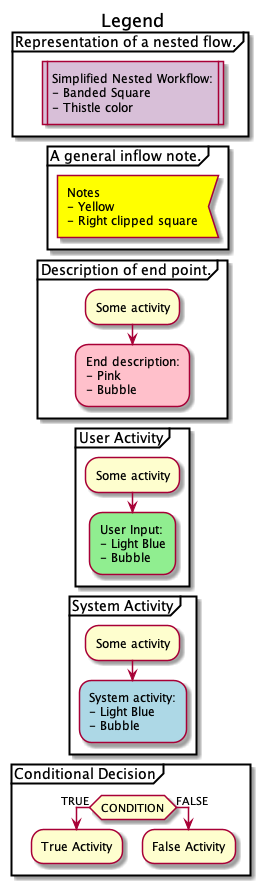 Legend
Representation of a nested flow.
Simplified Nested Workflow:
- Banded Square
- Thistle color
A general inflow note.
Notes
- Yellow
- Right clipped square
Description of end point.
Some activity
End description:
- Pink
- Bubble
User Activity
Some activity
User Input:
- Light Blue
- Bubble
System Activity
Some activity
System activity:
- Light Blue
- Bubble
Conditional Decision
TRUE CONDITION FALSE
True Activity False Activity